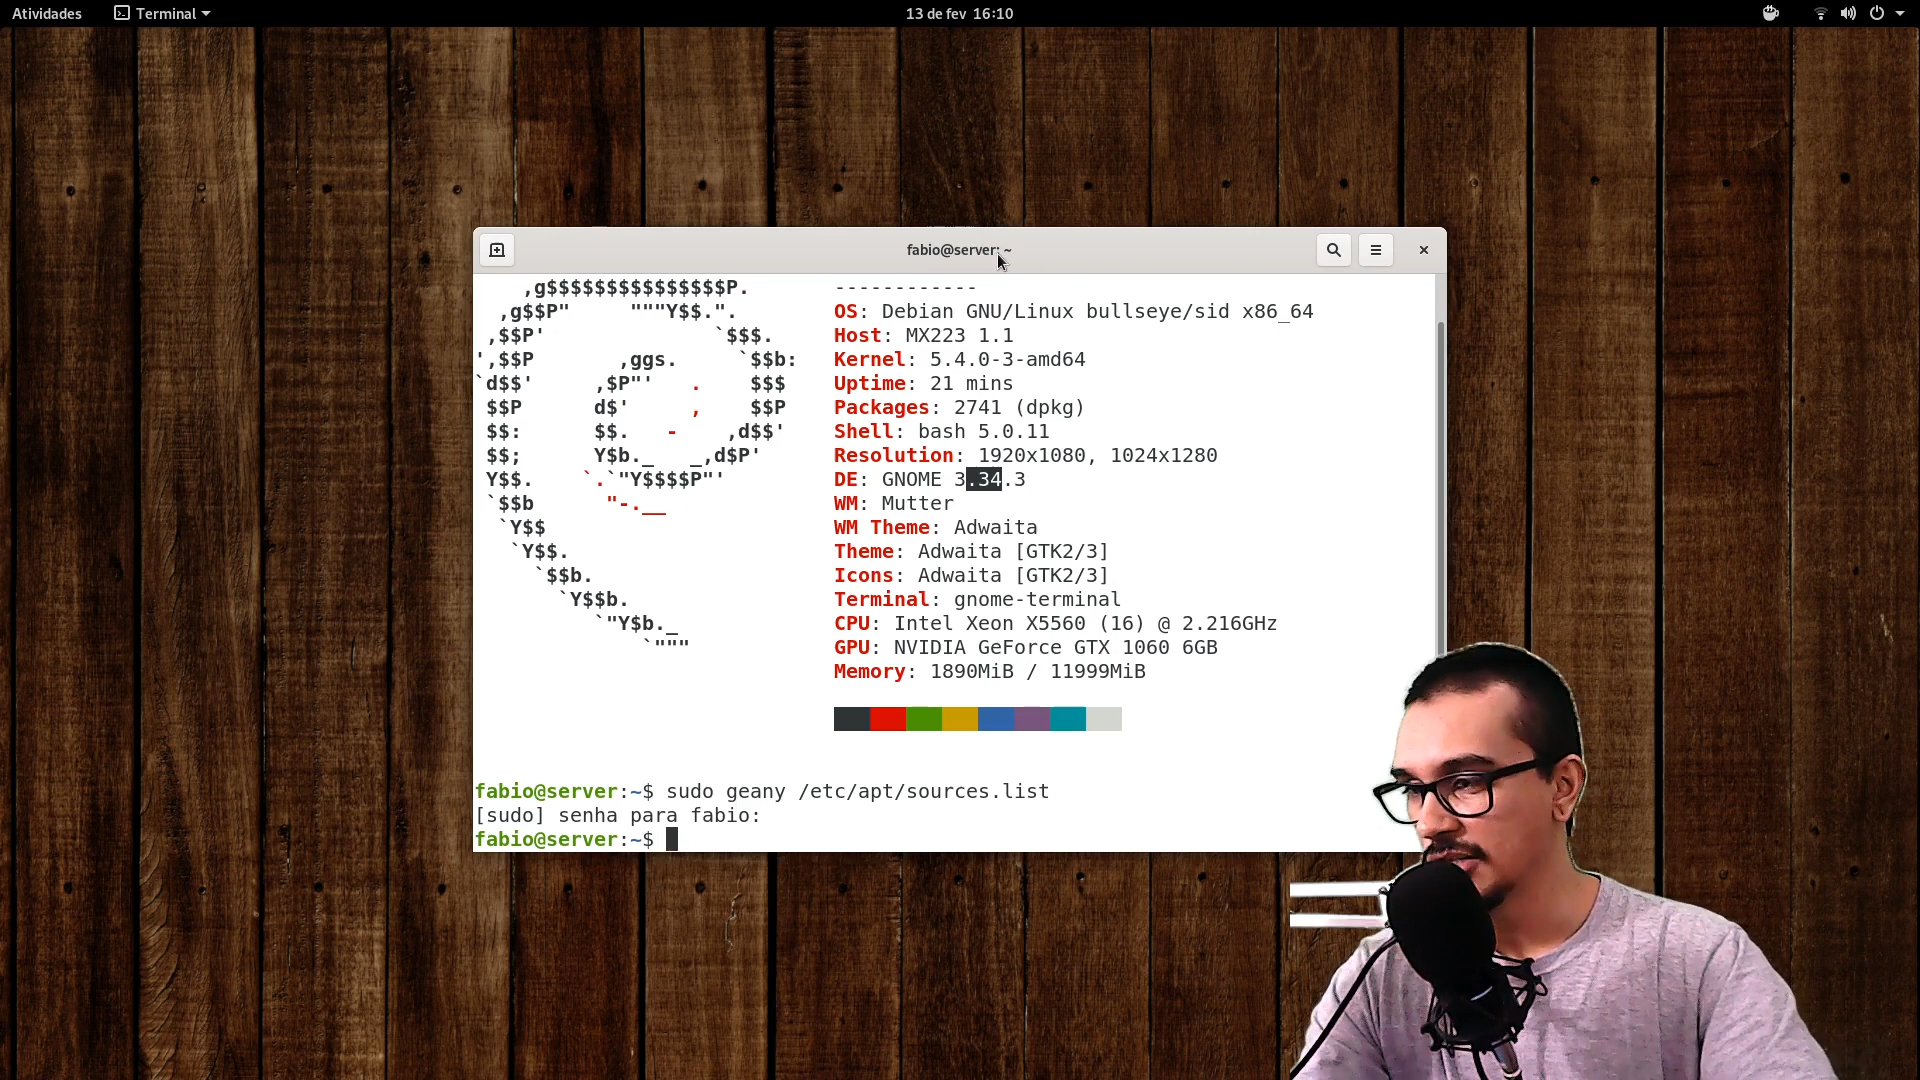 Atividades
Terminal
13 de fev 16:10
fabio@server: ~
,g$$$$$$$$$$$$$$$P. ------------
,g$$P" """Y$$.". OS: Debian GNU/Linux bullseye/sid x86_64
,$$P' `$$$. Host: MX223 1.1
',$$P ,ggs. `$$b: Kernel: 5.4.0-3-amd64
`d$$' ,$P"' . $$$ Uptime: 21 mins
$$P d$' , $$P Packages: 2741 (dpkg)
$$: $$. - ,d$$' Shell: bash 5.0.11
$$; Y$b._ _,d$P' Resolution: 1920x1080, 1024x1280
Y$$. `.`"Y$$$$P"' DE: GNOME 3.34.3
`$$b "-.__ WM: Mutter
`Y$$ WM Theme: Adwaita
`Y$$. Theme: Adwaita [GTK2/3]
`$$b. Icons: Adwaita [GTK2/3]
`Y$$b. Terminal: gnome-terminal
`"Y$b._ CPU: Intel Xeon X5560 (16) @ 2.216GHz
`""" GPU: NVIDIA GeForce GTX 1060 6GB
Memory: 1890MiB / 11999MiB
fabio@server:~$ sudo geany /etc/apt/sources.list
[sudo] senha para fabio:
fabio@server:~$